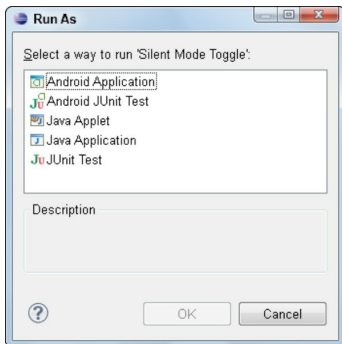 Run As
Select a way to run 'Silent Mode Toggle':
Android Application
Android JUnit Test
Java Applet
Java Application
JUnit Test
Description
OK
Cancel